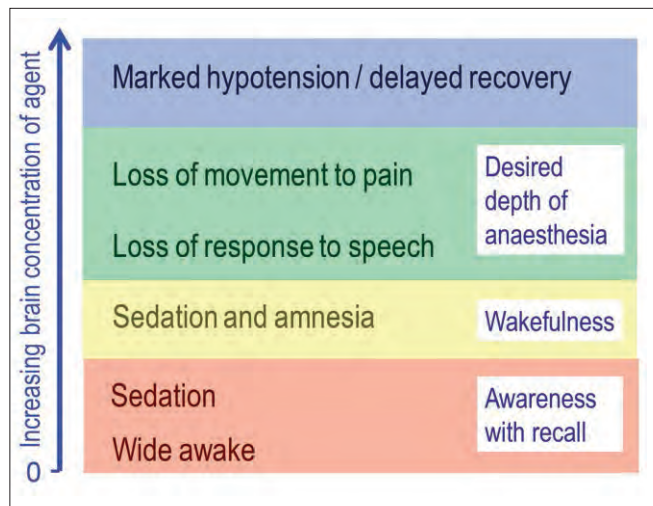 Increasing brain concentration of agent
0
Marked hypotension / delayed recovery
Loss of movement to pain
Loss of response to speech
Desired
depth of
anaesthesia
Sedation and amnesia
Wakefulness
Sedation
Wide awake
Awareness
with recall